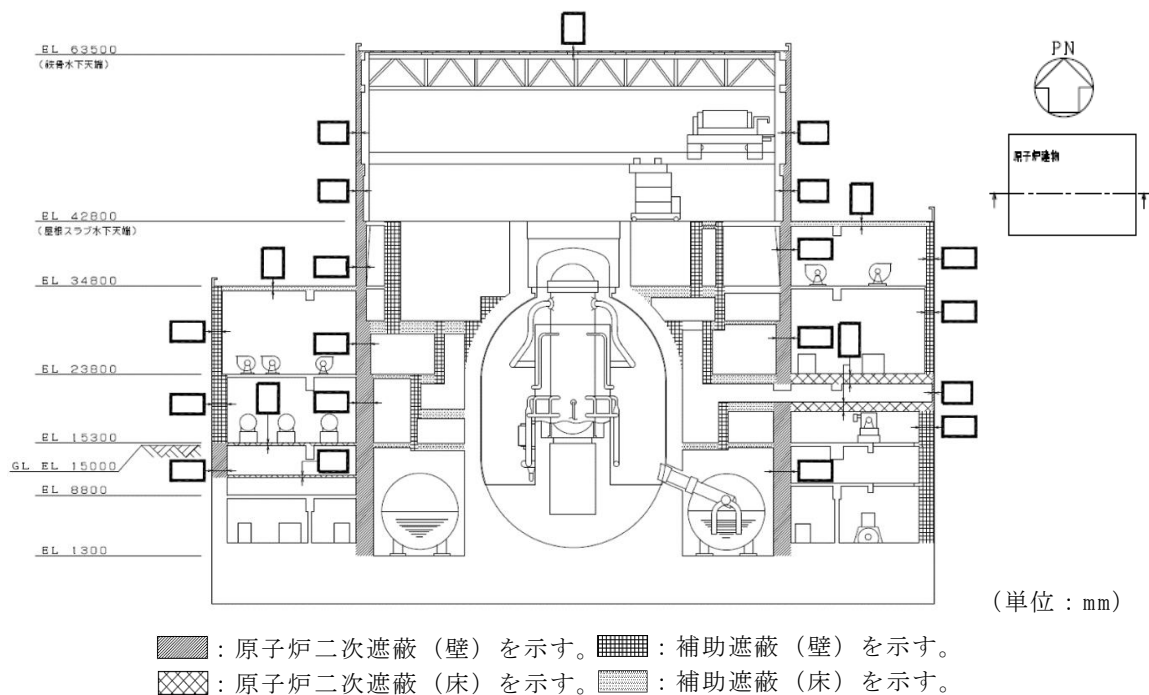 EL 63500
(鉄骨水下天端)
PN
原子炉建物
EL 42800
(屋根スラブ水下天端)
EL 34800
EL 23800
EL 15300
GL EL 15000
EL 8800
EL 1300
(単位:mm)
:原子炉二次遮蔽(壁)を示す。 :補助遮蔽(壁)を示す。
:原子炉二次遮蔽(床)を示す。 :補助遮蔽(床)を示す。